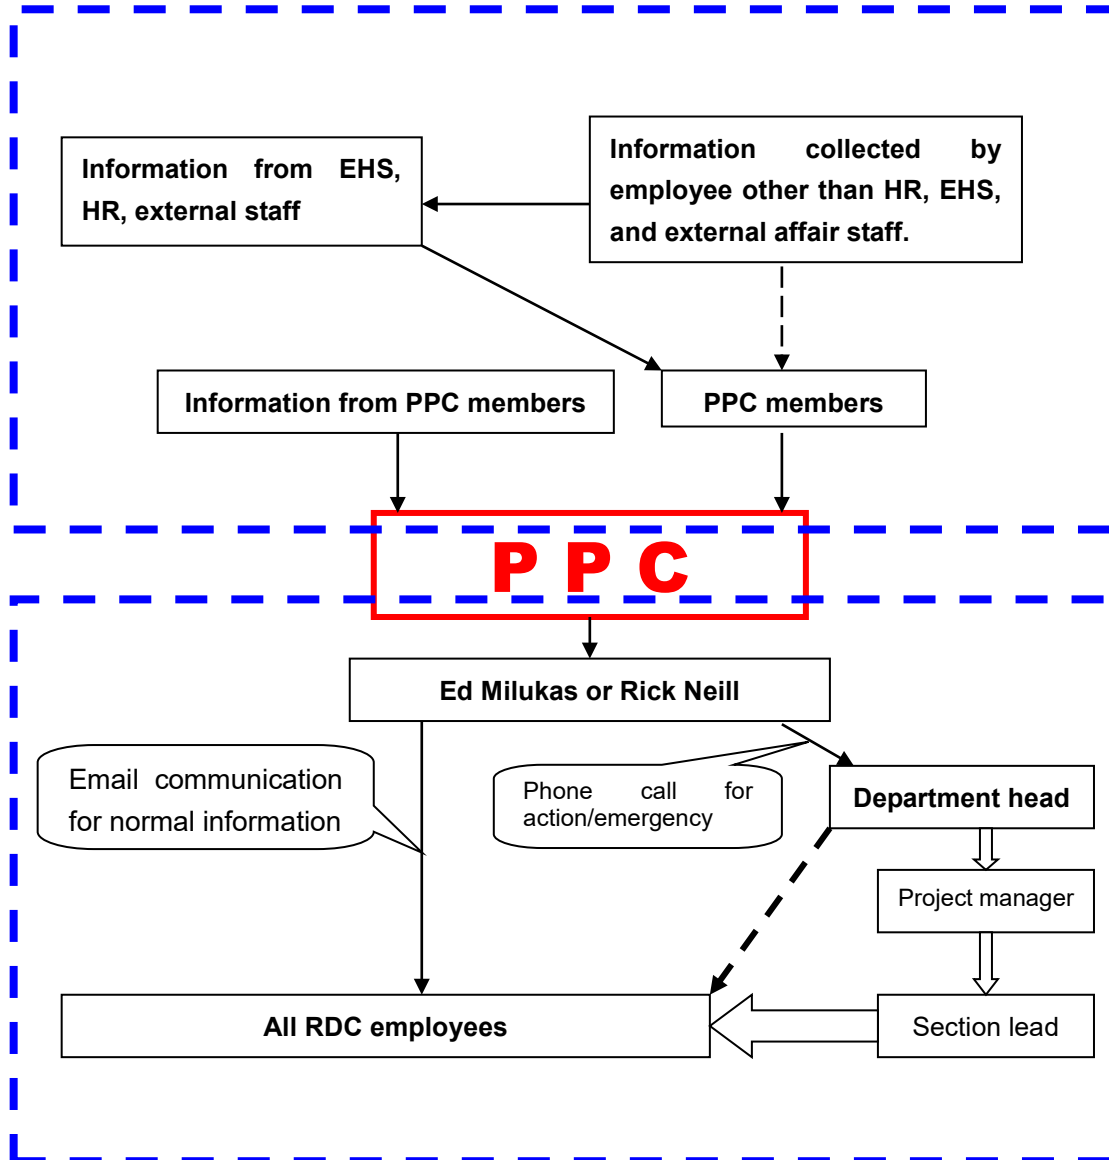 Information from EHS,
HR, external staff
Information collected by
employee other than HR, EHS,
and external affair staff.
Information from PPC members
PPC members
P P C
Ed Milukas or Rick Neill
Email communication
for normal information
Phone call for
action/emergency
Department head
Project manager
All RDC employees
Section lead